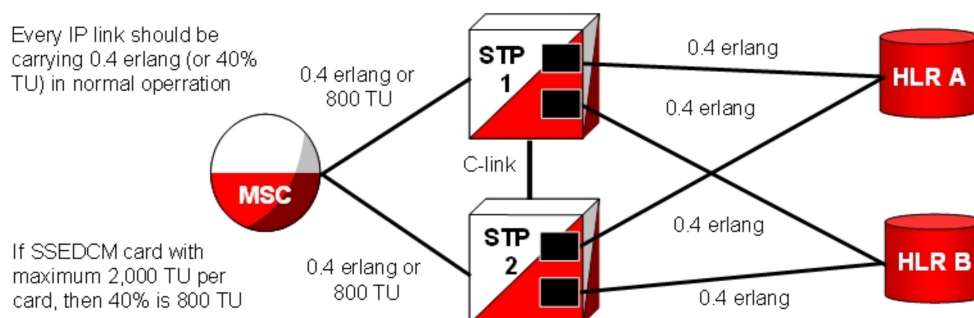 Every IP link should be
carrying 0.4 erlang (or 40%
TU) in normal operration
0.4 erlang or
800 TU
STP
1
0.4 erlang
HLR A
0.4 erlang
MSC
C-link
STP
2
0.4 erlang
HLR B
0.4 erlang or
800 TU
0.4 erlang
If SSEDCM card with
maximum 2,000 TU per
card, then 40% is 800 TU